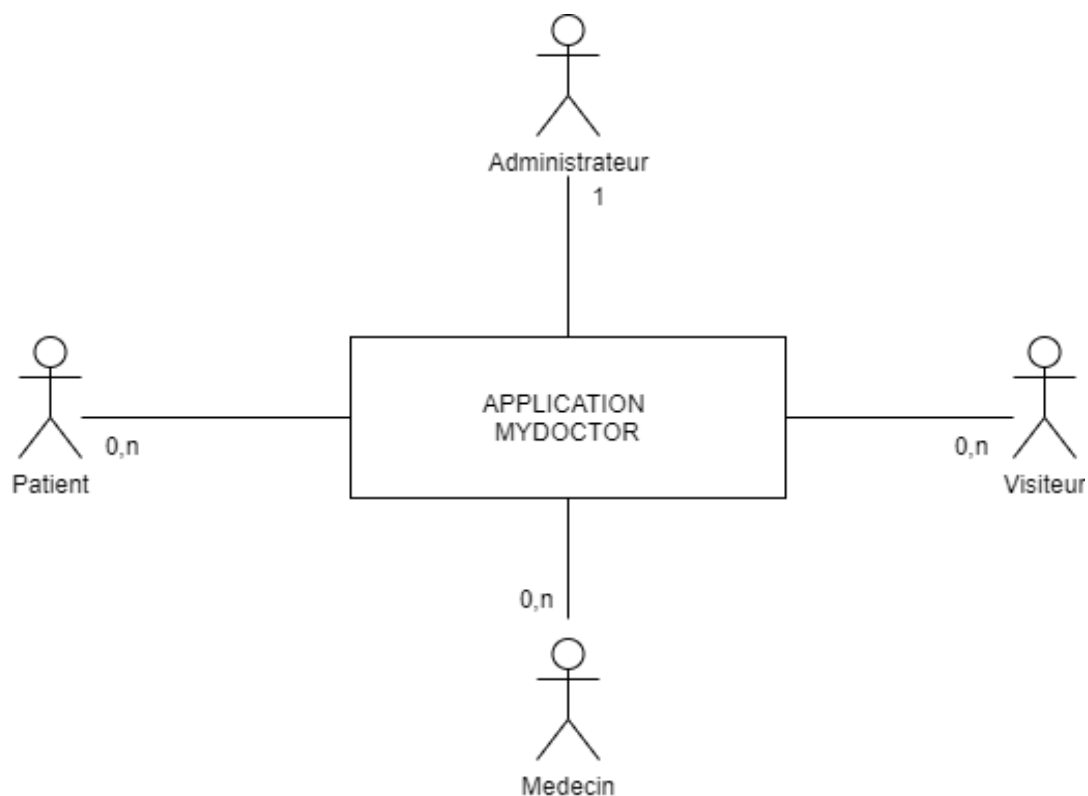 Administrateur
1
APPLICATION
MYDOCTOR
0,n
Patient
0,n
Visiteur
0,n
Medecin